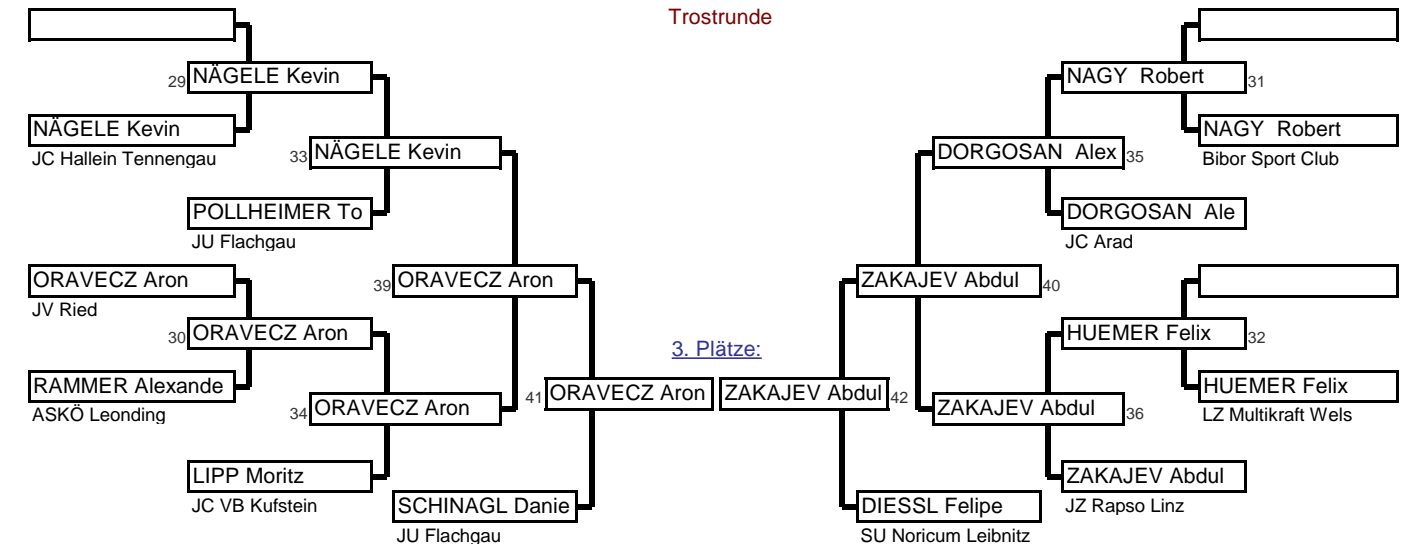 Trostrunde
29 NÄGELE Kevin
NAGY Robert 31
NÄGELE Kevin
JC Hallein Tennengau
NAGY Robert
Bibor Sport Club
33 NÄGELE Kevin
DORGOSAN Alex 35
POLLHEIMER To
JU Flachgau
DORGOSAN Ale
JC Arad
ORAVECZ Aron
JV Ried
39 ORAVECZ Aron
ZAKAJEV Abdul 40
30 ORAVECZ Aron
HUEMER Felix 32
3. Plätze:
RAMMER Alexande
ASKÖ Leonding
41 ORAVECZ Aron
ZAKAJEV Abdul 42
HUEMER Felix
LZ Multikraft Wels
34 ORAVECZ Aron
ZAKAJEV Abdul 36
LIPP Moritz
JC VB Kufstein
ZAKAJEV Abdul
JZ Rapso Linz
SCHINAGL Danie
JU Flachgau
DIESSL Felipe
SU Noricum Leibnitz